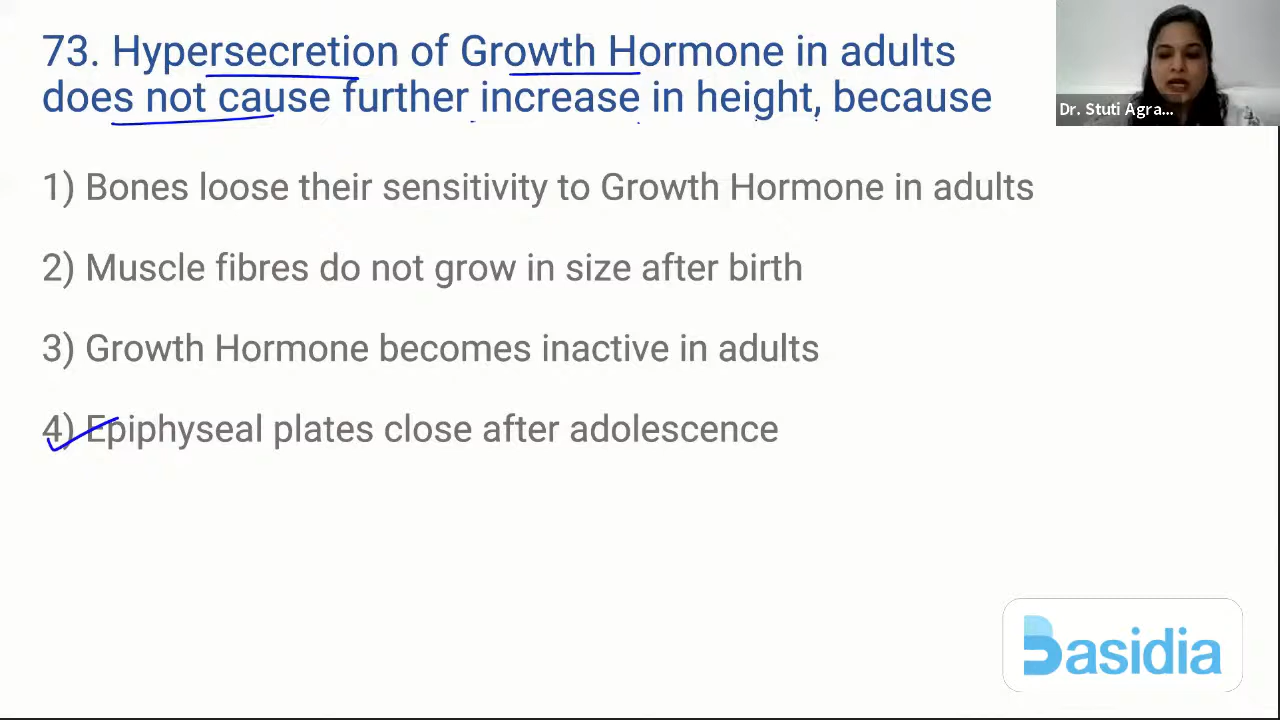 73. Hypersecretion of Growth Hormone in adults
does not cause further increase in height, because
Dr. Stuti Agra...
1) Bones loose their sensitivity to Growth Hormone in adults
2) Muscle fibres do not grow in size after birth
3) Growth Hormone becomes inactive in adults
4) Epiphyseal plates close after adolescence
Basidia